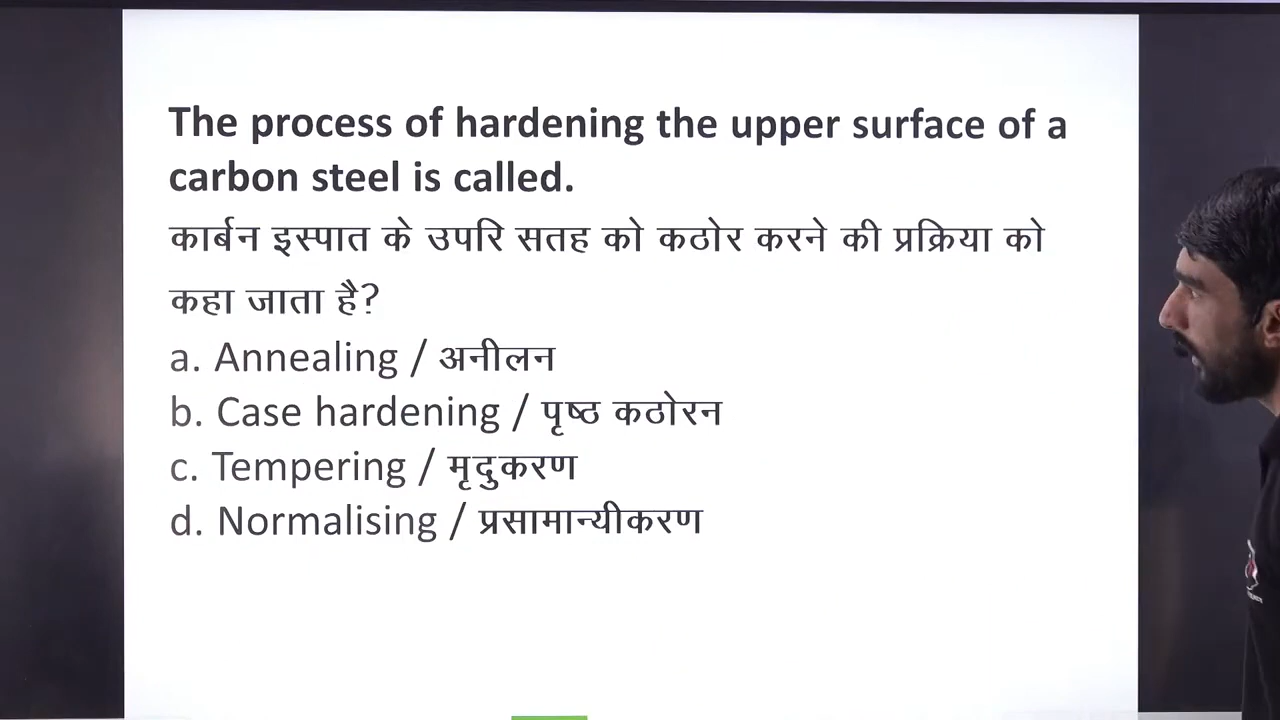 The process of hardening the upper surface of a
carbon steel is called.
कार्बन इस्पात के उपरि सतह को कठोर करने की प्रक्रिया को
कहा जाता है?
a. Annealing / अनीलन
b. Case hardening / पृष्ठ कठोरन
c. Tempering / मृदुकरण
d. Normalising / प्रसामान्यीकरण